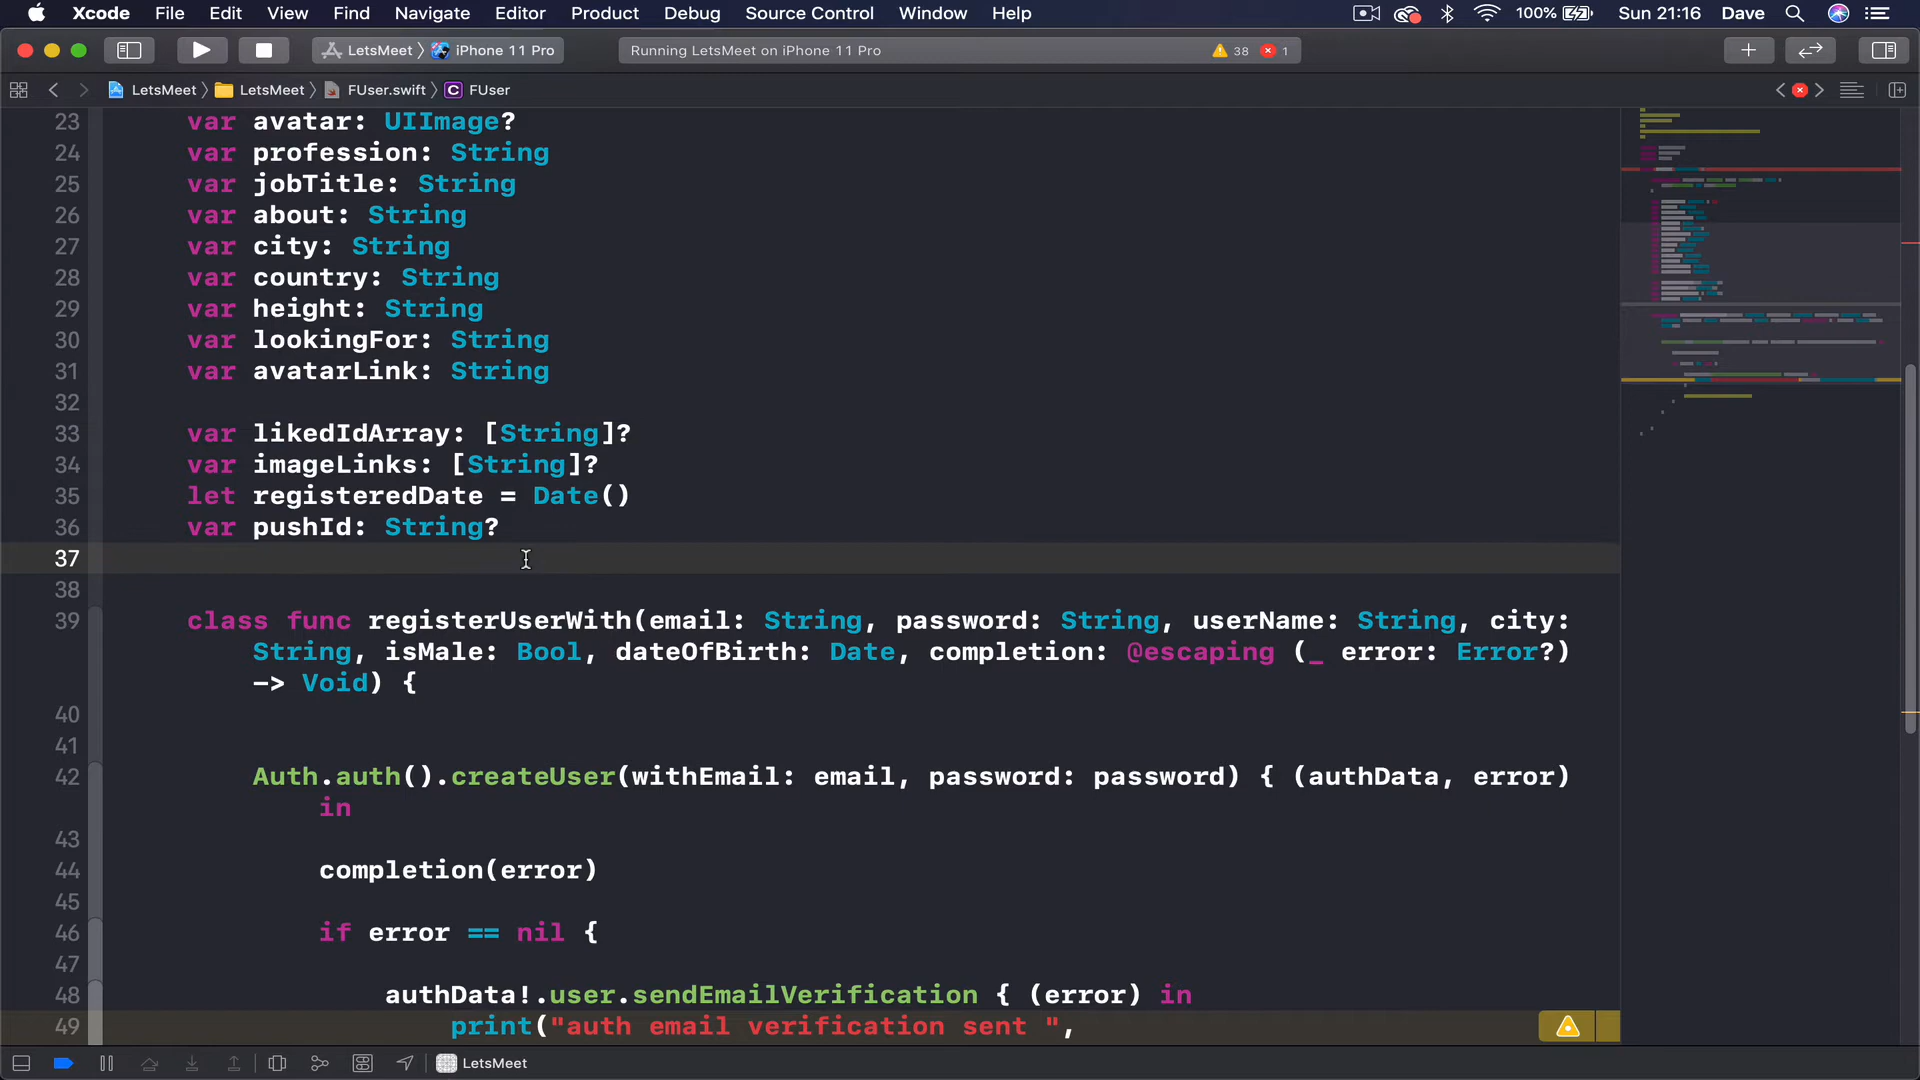 Xcode File Edit View Find Navigate Editor Product Debug Source Control Window Help 100% Sun 21:16 Dave
LetsMeet iPhone 11 Pro Running LetsMeet on iPhone 11 Pro 38 1
LetsMeet LetsMeet FUser.swift C FUser
23 var avatar: UIImage?
24 var profession: String
25 var jobTitle: String
26 var about: String
27 var city: String
28 var country: String
29 var height: String
30 var lookingFor: String
31 var avatarLink: String
32
33 var likedIdArray: [String]?
34 var imageLinks: [String]?
35 let registeredDate = Date()
36 var pushId: String?
37
38
39 class func registerUserWith(email: String, password: String, userName: String, city:
String, isMale: Bool, dateOfBirth: Date, completion: @escaping (_ error: Error?)
-> Void) {
40
41
42 Auth.auth().createUser(withEmail: email, password: password) { (authData, error)
in
43
44 completion(error)
45
46 if error == nil {
47
48 authData!.user.sendEmailVerification { (error) in
49 print("auth email verification sent ",
LetsMeet